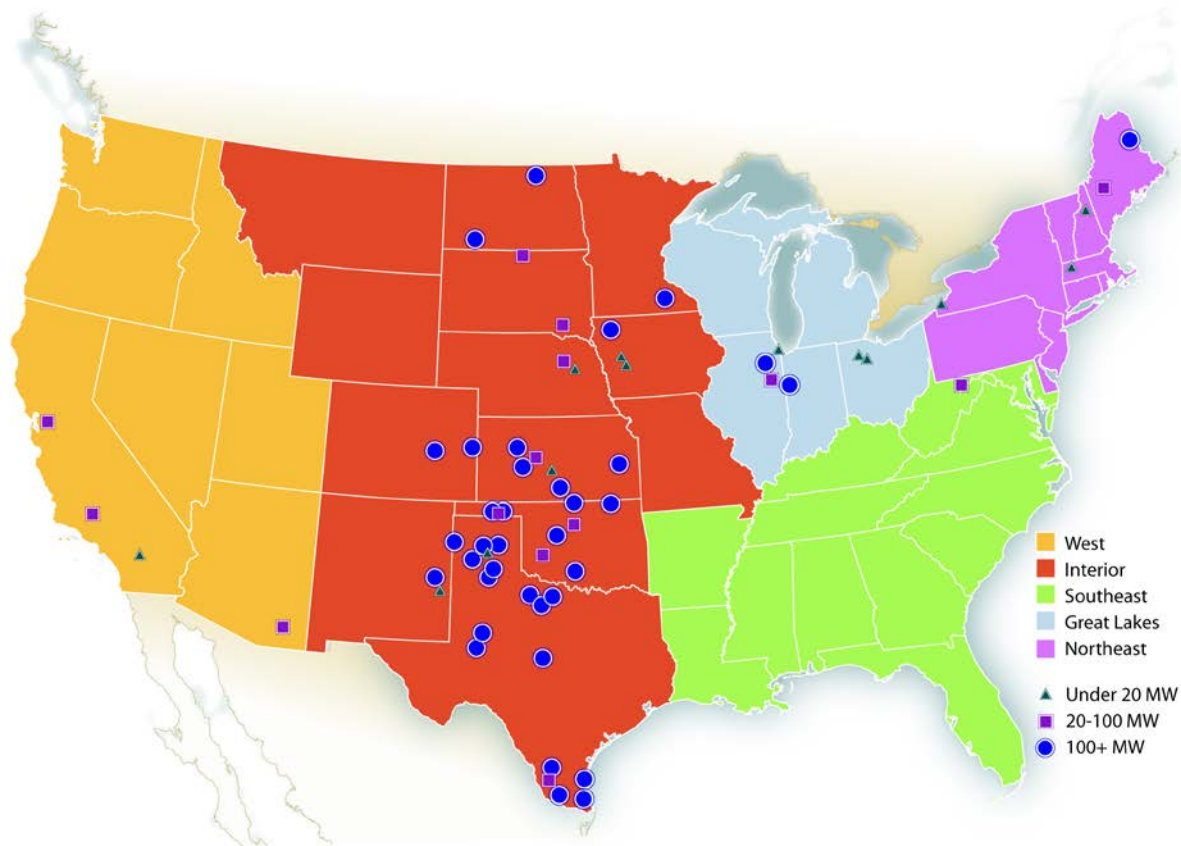 West
Interior
Southeast
Great Lakes
Northeast
Under 20 MW
20-100 MW
100+ MW